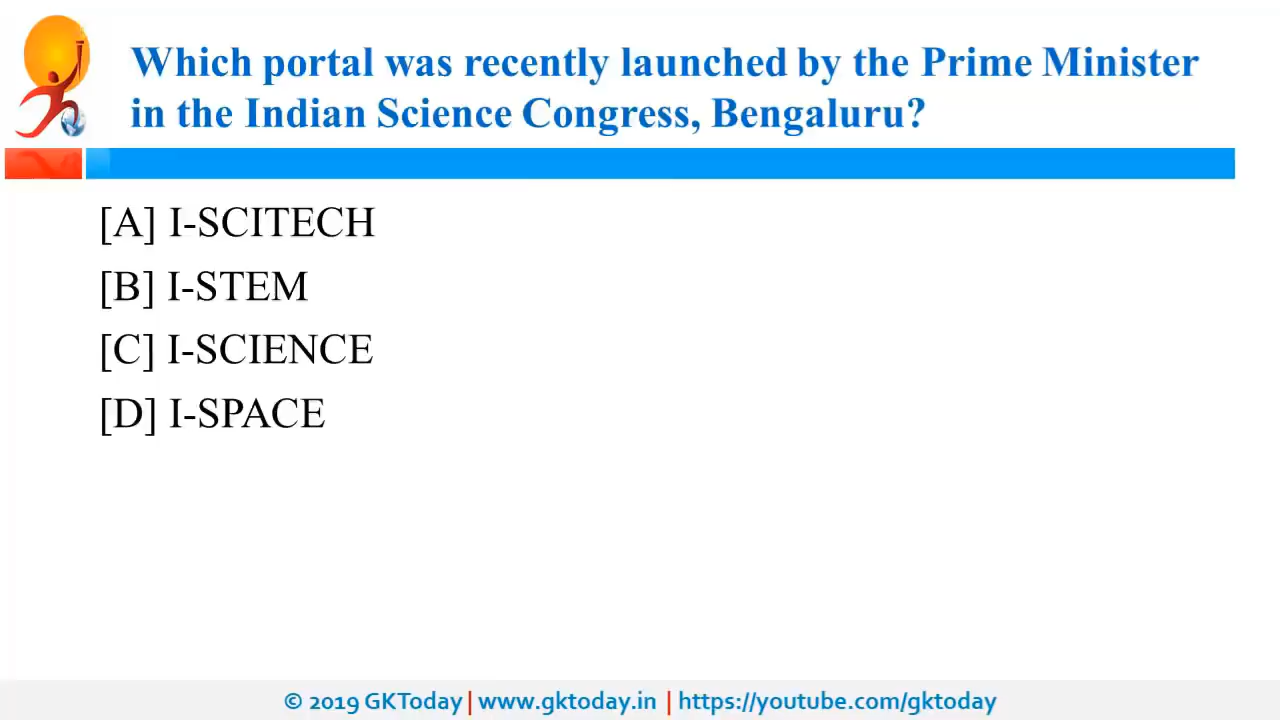 Which portal was recently launched by the Prime Minister
in the Indian Science Congress, Bengaluru?
[A] I-SCITECH
[B] I-STEM
[C] I-SCIENCE
[D] I-SPACE
© 2019 GKToday | www.gktoday.in | https://youtube.com/gktoday